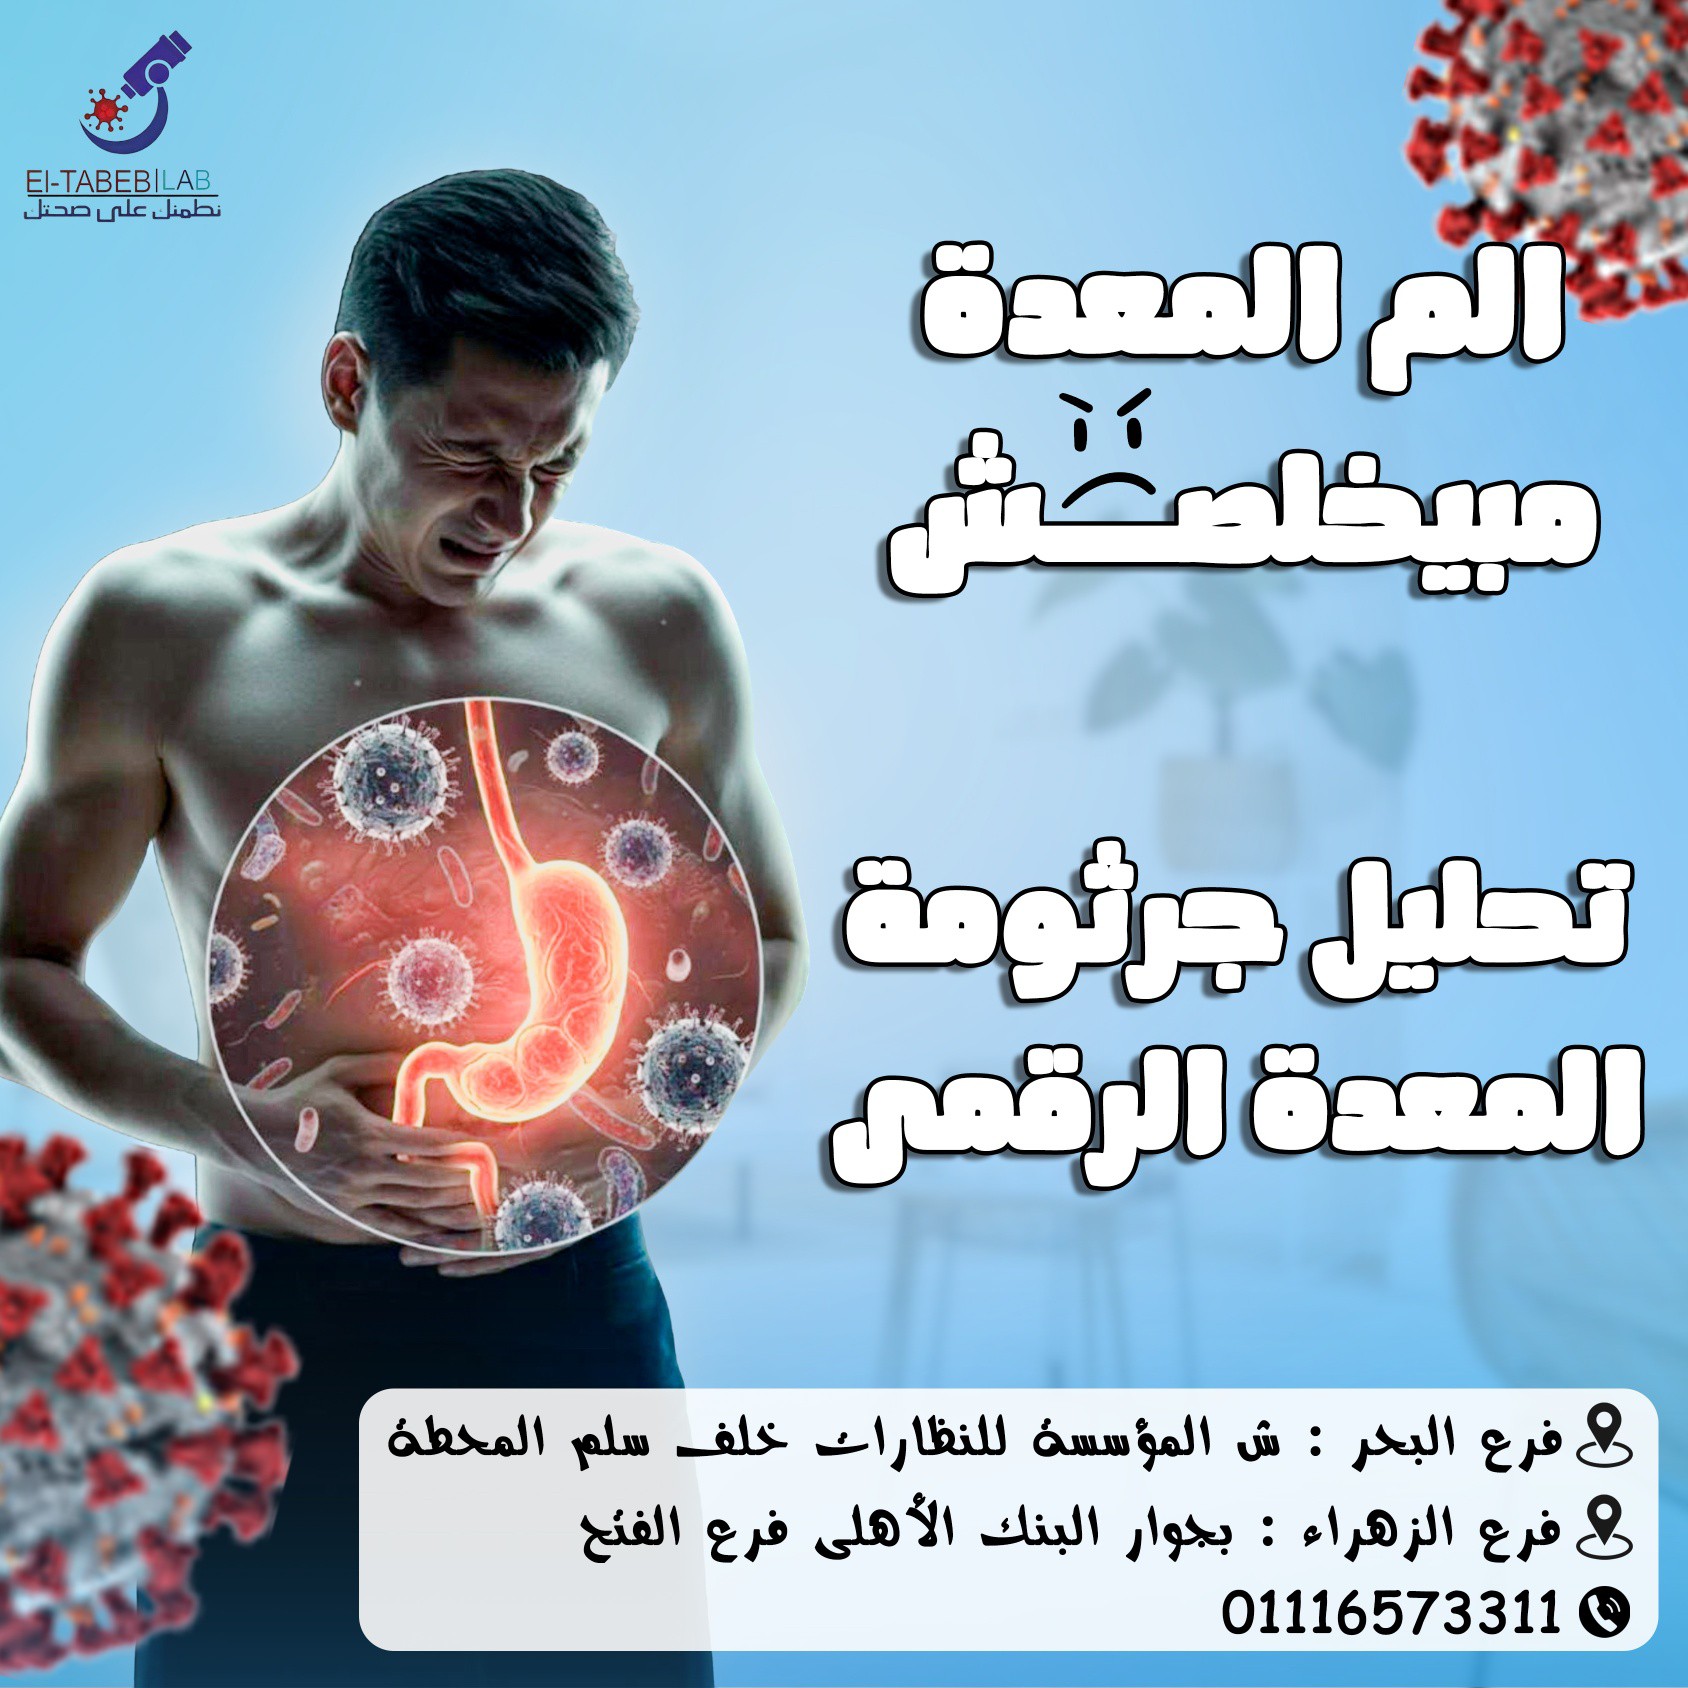 El-TABEB|LAB
نطمنك على صحتك
الم المعدة
مبيخلصش
تحليل جرثومة
المعدة الرقمى
فرع البحر : ش المؤسسة للنظارات خلف سلم المحطة
فرع الزهراء : بجوار البنك الأهلى فرع الفتح
01116573311